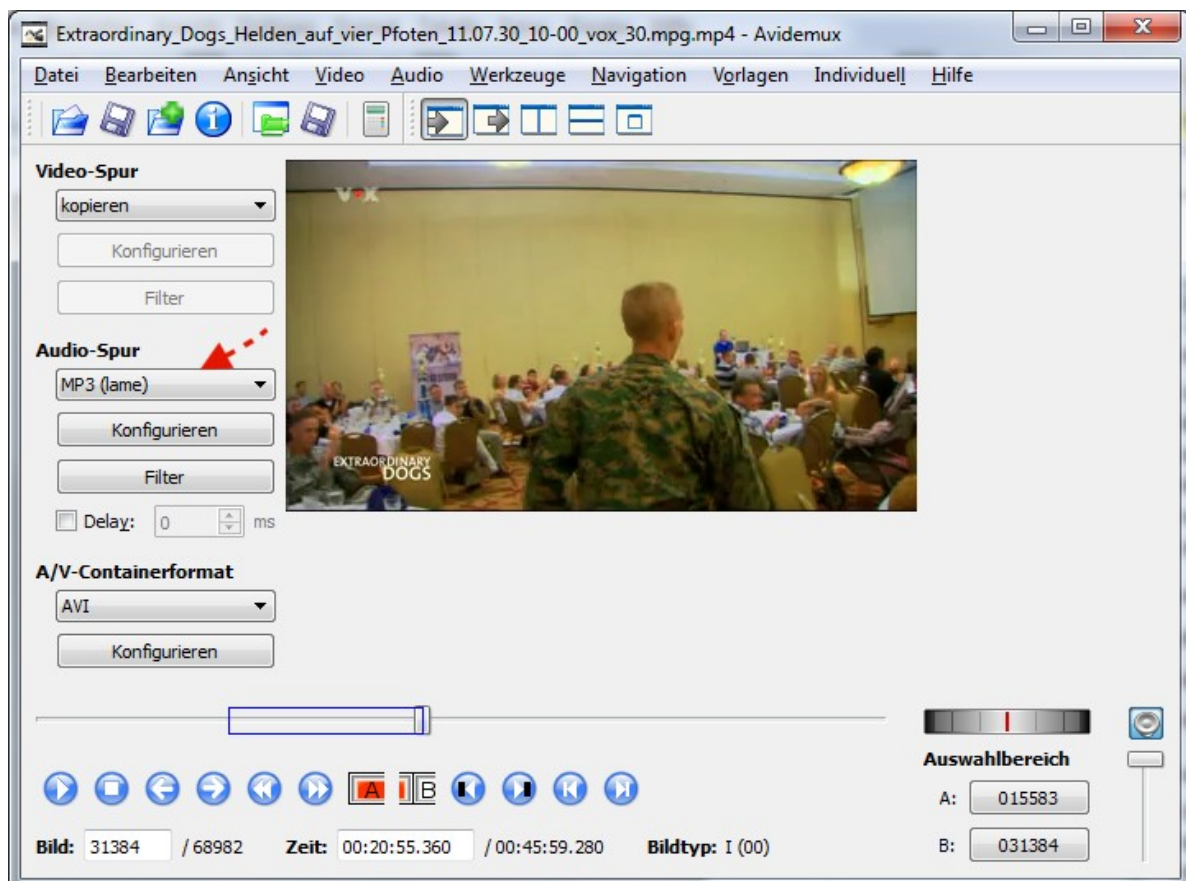 Extraordinary_Dogs_Helden_auf_vier_Pfoten_11.07.30_10-00_vox_30.mpg.mp4 - Avidemux
Datei Bearbeiten Ansicht Video Audio Werkzeuge Navigation Vorlagen Individuell Hilfe
Video-Spur
kopieren
Konfigurieren
Filter
Audio-Spur
MP3 (lame)
Konfigurieren
Filter
Delay: 0 ms
A/V-Containerformat
AVI
Konfigurieren
VOX
EXTRAORDINARY
DOGS
Auswahlbereich
A: 015583
B: 031384
A B
Bild: 31384 / 68982 Zeit: 00:20:55.360 / 00:45:59.280 Bildtyp: I (00)